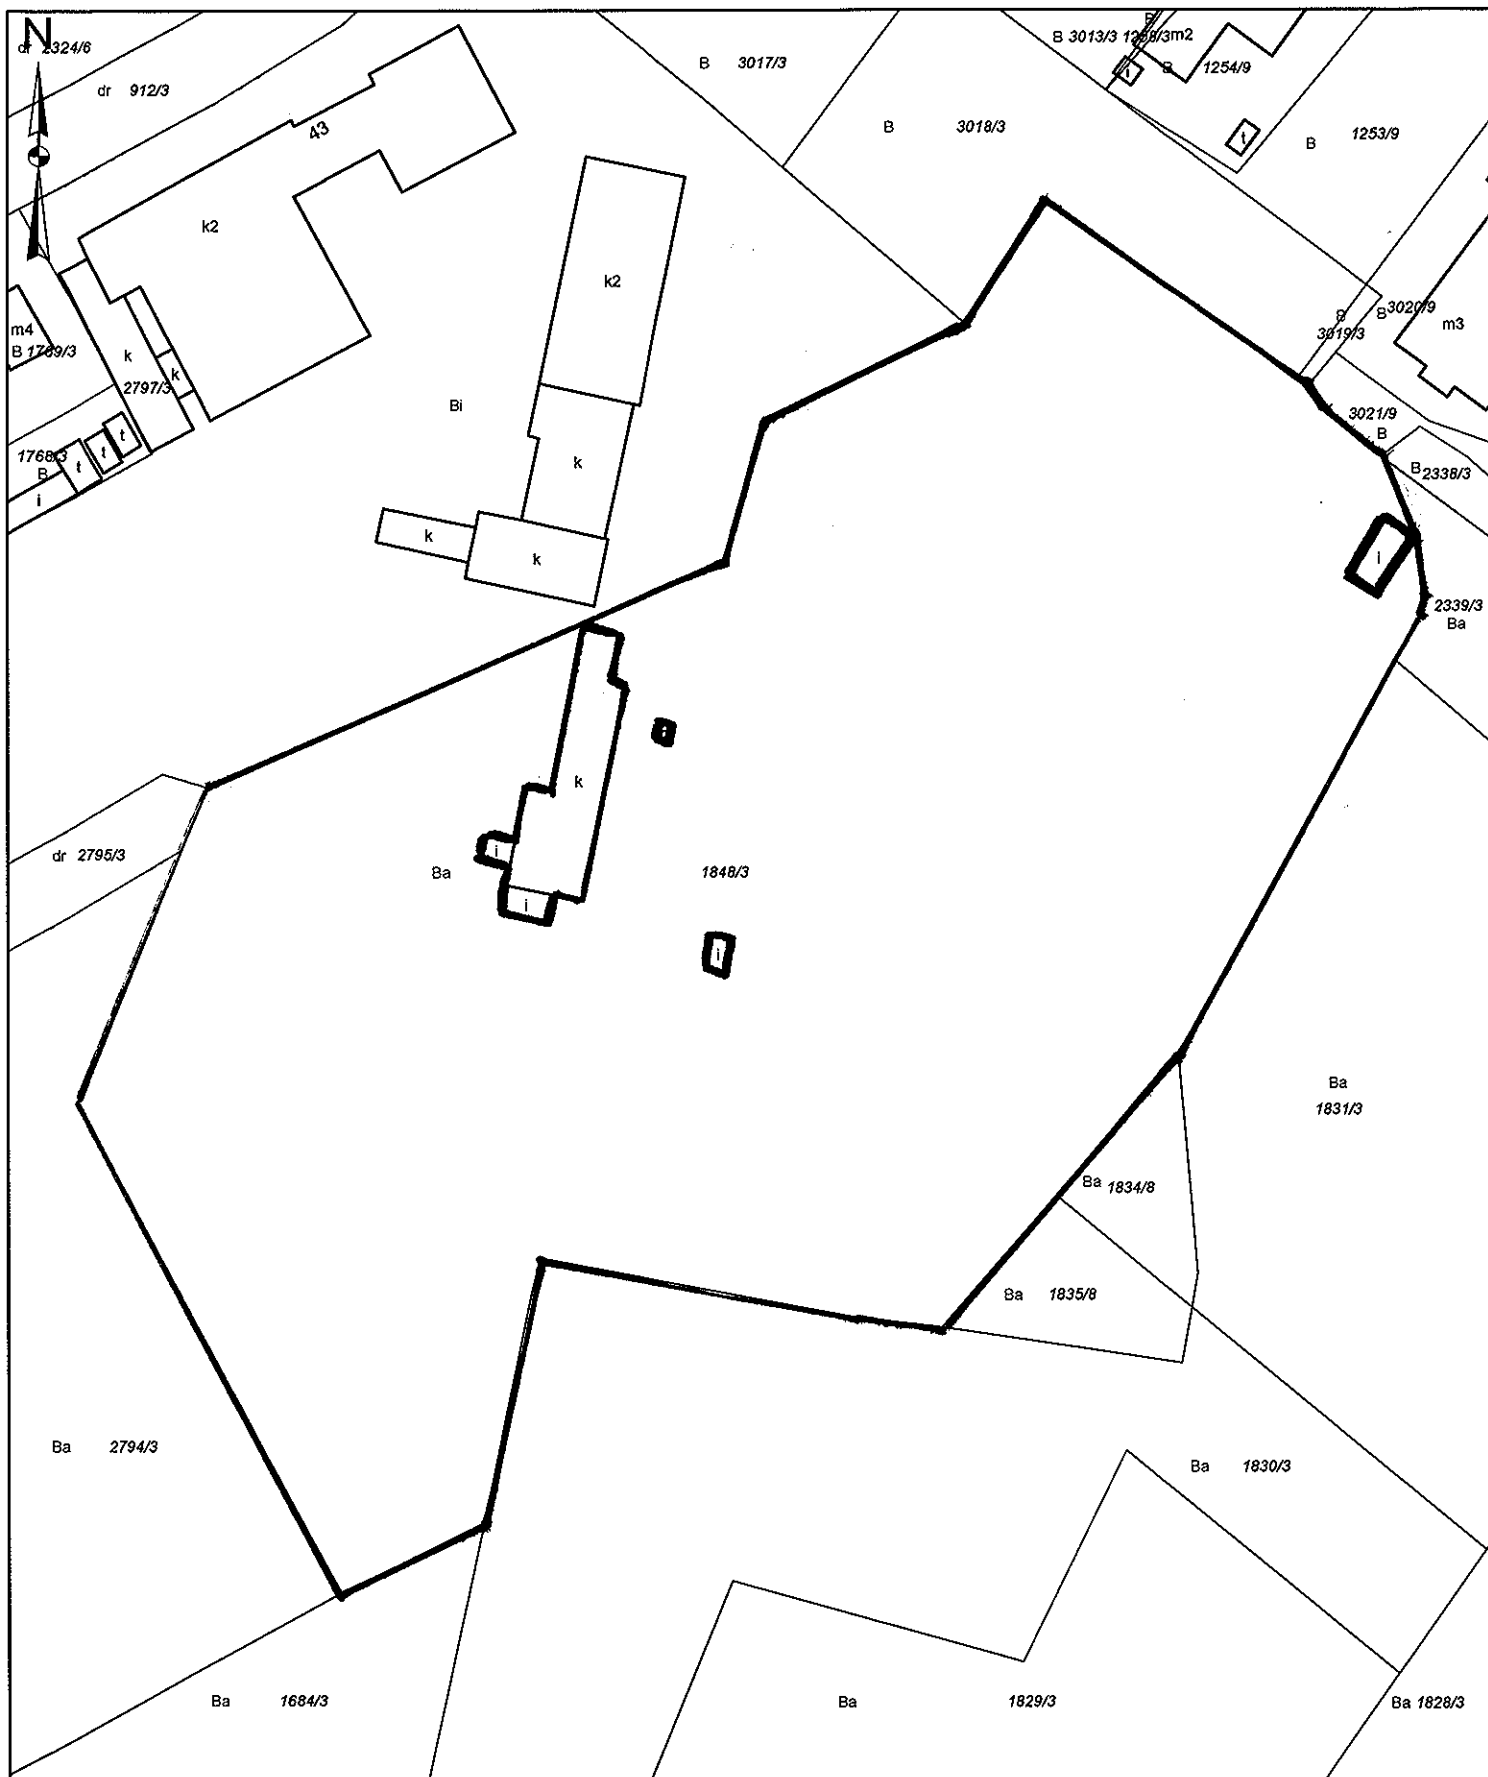 N
dr 2324/6
B 3013/3
m2
B
B 1254/9
B 3017/3
dr 912/3
i
43
B 3018/3
t
B 1253/9
k2
k2
B
3019/3
B 3020/9
m3
m4
B 1769/3
k
k
2797/3
Bi
3021/9
B
t
t
t
1768/3
B
i
k
B 2338/3
k
k
i
2339/3
Ba
k
dr 2795/3
i
Ba
1848/3
i
i
Ba
1831/3
Ba 1834/8
Ba 1835/8
Ba 2794/3
Ba 1830/3
Ba 1684/3
Ba 1829/3
Ba 1828/3